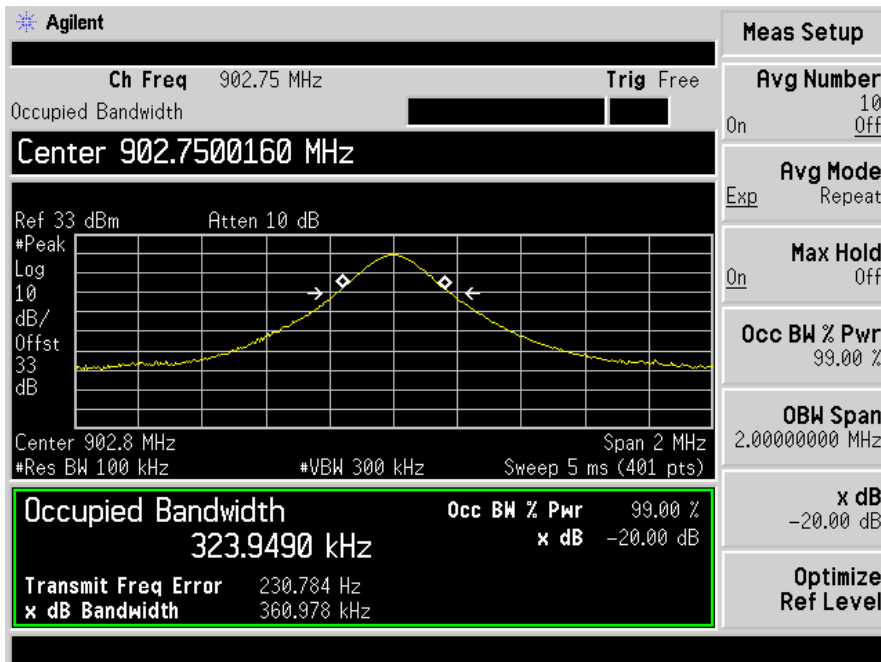 Agilent
Ch Freq 902.75 MHz Trig Free
Occupied Bandwidth
Center 902.7500160 MHz
Ref 33 dBm Atten 10 dB
#Peak
Log
10
dB/
Offst
33
dB
Center 902.8 MHz Span 2 MHz
#Res BW 100 kHz #VBW 300 kHz Sweep 5 ms (401 pts)
Occupied Bandwidth Occ BW % Pwr 99.00 %
323.9490 kHz x dB -20.00 dB
Transmit Freq Error 230.784 Hz
x dB Bandwidth 360.978 kHz
Meas Setup
Avg Number
10
On Off
Avg Mode
Exp Repeat
Max Hold
On Off
Occ BW % Pwr
99.00 %
OBW Span
2.00000000 MHz
x dB
-20.00 dB
Optimize
Ref Level